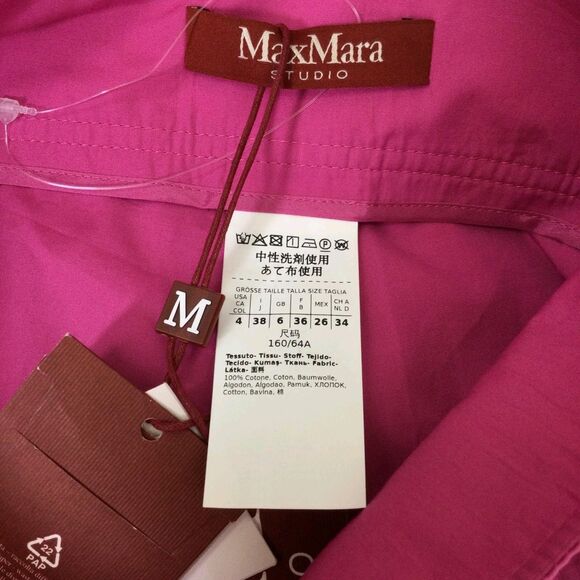 MaxMara
STUDIO
中性洗剤使用
あて布使用
GRÖSSE TAILLE TALLA SIZE TAGLIA
USA CA COL
I J
GB
F B
MEX
CH A NL D
4 38 6 36 26 34
尺码
160/64A
Tessuto- Tissu- Stoff- Tejido-
Tecido- Kumaş- Ткань- Fabric-
Látka- 面料
100% Cotone, Coton, Baumwolle,
Algodon, Algodao, Pamuk, ХЛОПОК,
Cotton, Bavina, 棉
M
22
PAP